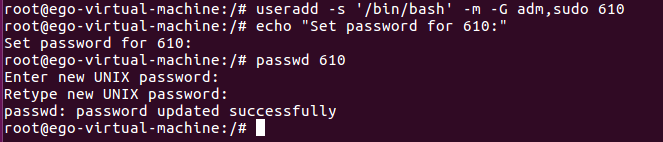 root@ego-virtual-machine:/# useradd -s '/bin/bash' -m -G adm,sudo 610
root@ego-virtual-machine:/# echo "Set password for 610:"
Set password for 610:
root@ego-virtual-machine:/# passwd 610
Enter new UNIX password:
Retype new UNIX password:
passwd: password updated successfully
root@ego-virtual-machine:/#